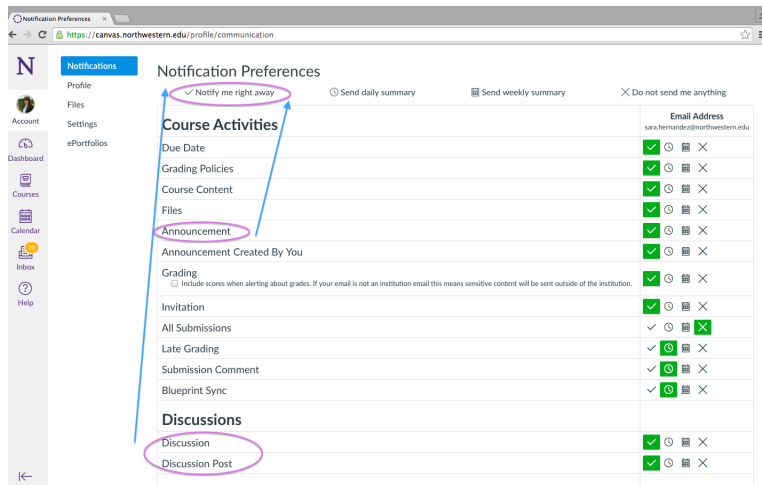 Notification Preferences
https://canvas.northwestern.edu/profile/communication
N
Account
Dashboard
Courses
Calendar
20
Inbox
Help
Notifications
Profile
Files
Settings
ePortfolios
Notification Preferences
Notify me right away Send daily summary Send weekly summary Do not send me anything
Course Activities Email Address
sara.hernandez@northwestern.edu
Due Date
Grading Policies
Course Content
Files
Announcement
Announcement Created By You
Grading
Include scores when alerting about grades. If your email is not an institution email this means sensitive content will be sent outside of the institution.
Invitation
All Submissions
Late Grading
Submission Comment
Blueprint Sync
Discussions
Discussion
Discussion Post